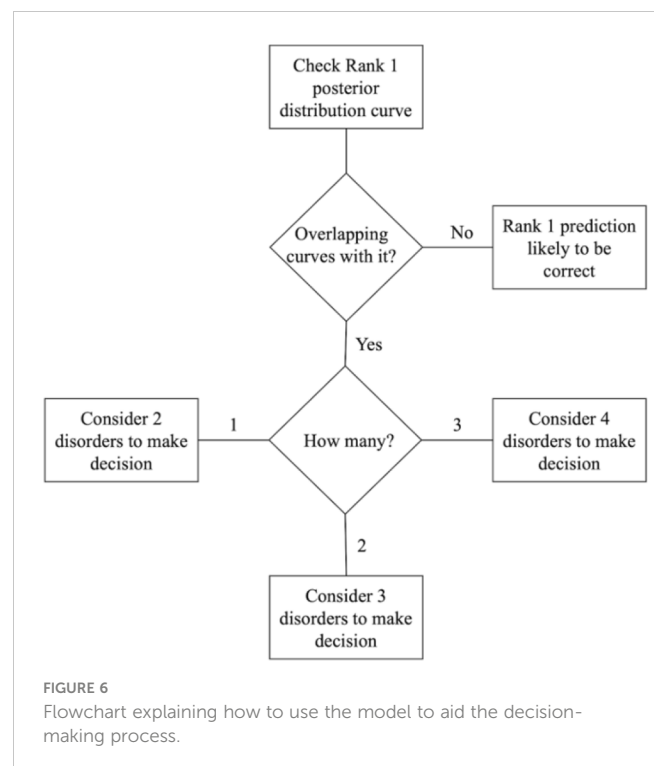 Check Rank 1
posterior
distribution curve
Overlapping
curves with it?
No
Rank 1 prediction
likely to be
correct
Yes
Consider 2
disorders to make
decision
1
How many?
3
Consider 4
disorders to make
decision
2
Consider 3
disorders to make
decision
FIGURE 6
Flowchart explaining how to use the model to aid the decision-
making process.